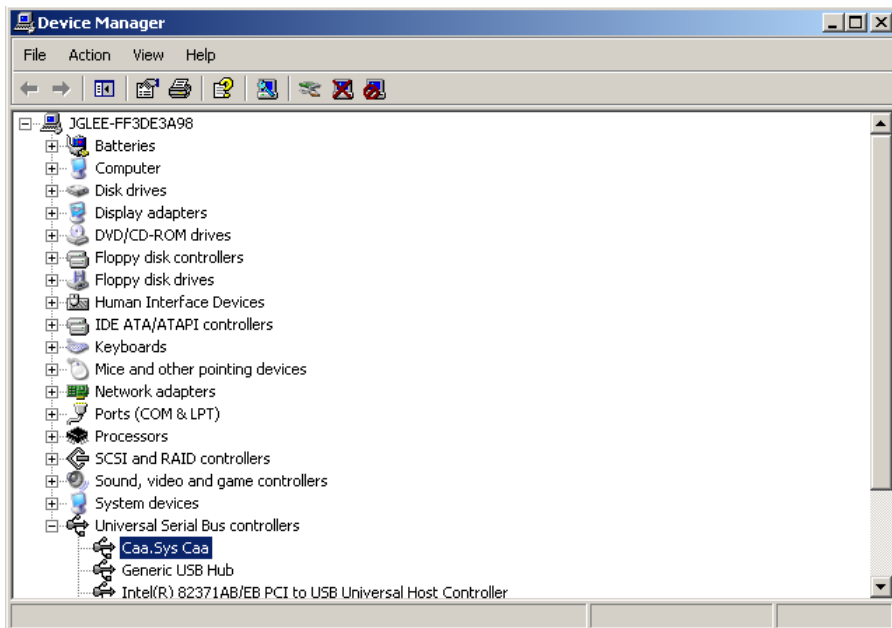 Device Manager
File Action View Help
JGLEE-FF3DE3A98
Batteries
Computer
Disk drives
Display adapters
DVD/CD-ROM drives
Floppy disk controllers
Floppy disk drives
Human Interface Devices
IDE ATA/ATAPI controllers
Keyboards
Mice and other pointing devices
Network adapters
Ports (COM & LPT)
Processors
SCSI and RAID controllers
Sound, video and game controllers
System devices
Universal Serial Bus controllers
Caa.Sys Caa
Generic USB Hub
Intel(R) 82371AB/EB PCI to USB Universal Host Controller